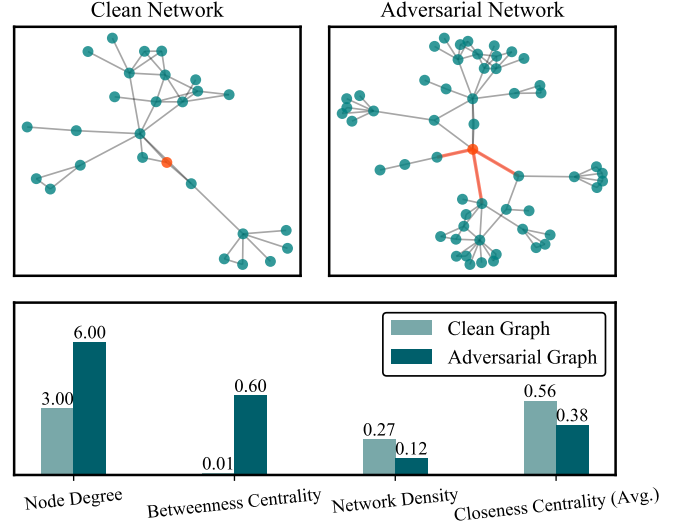 Clean Network
Adversarial Network
Clean Graph
Adversarial Graph
3.00
6.00
0.01
0.60
0.27
0.12
0.56
0.38
Node Degree
Betweenness Centrality
Network Density
Closeness Centrality (Avg.)